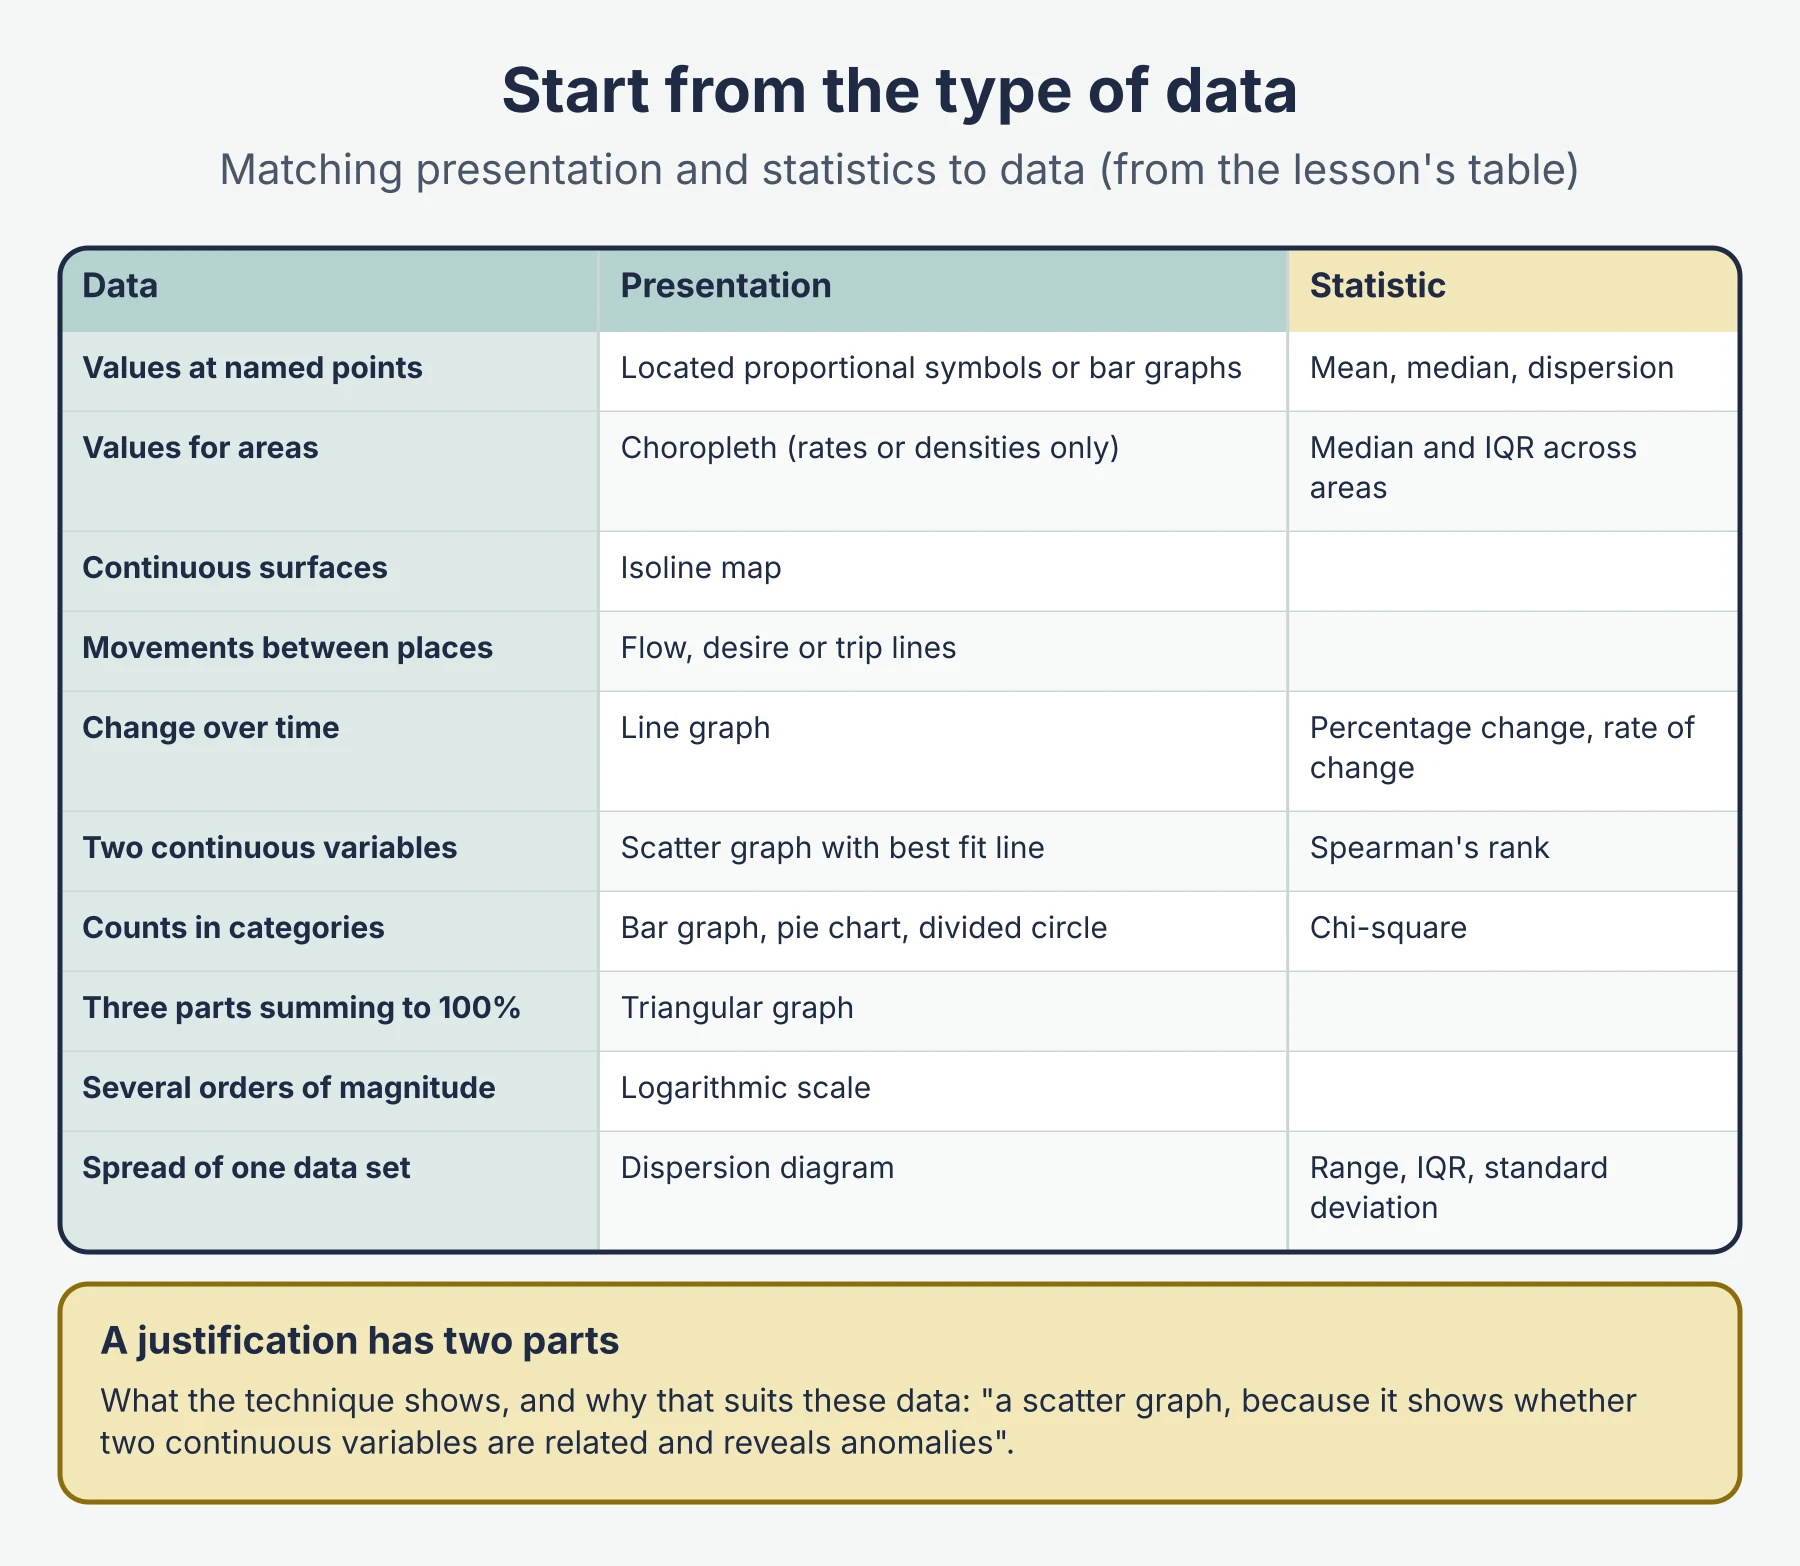 Start from the type of data
Matching presentation and statistics to data (from the lesson's table)
Data Presentation Statistic
Values at named points Located proportional symbols or bar graphs Mean, median, dispersion
Values for areas Choropleth (rates or densities only) Median and IQR across
areas
Continuous surfaces Isoline map
Movements between places Flow, desire or trip lines
Change over time Line graph Percentage change, rate of
change
Two continuous variables Scatter graph with best fit line Spearman's rank
Counts in categories Bar graph, pie chart, divided circle Chi-square
Three parts summing to 100% Triangular graph
Several orders of magnitude Logarithmic scale
Spread of one data set Dispersion diagram Range, IQR, standard
deviation
A justification has two parts
What the technique shows, and why that suits these data: "a scatter graph, because it shows whether
two continuous variables are related and reveals anomalies".